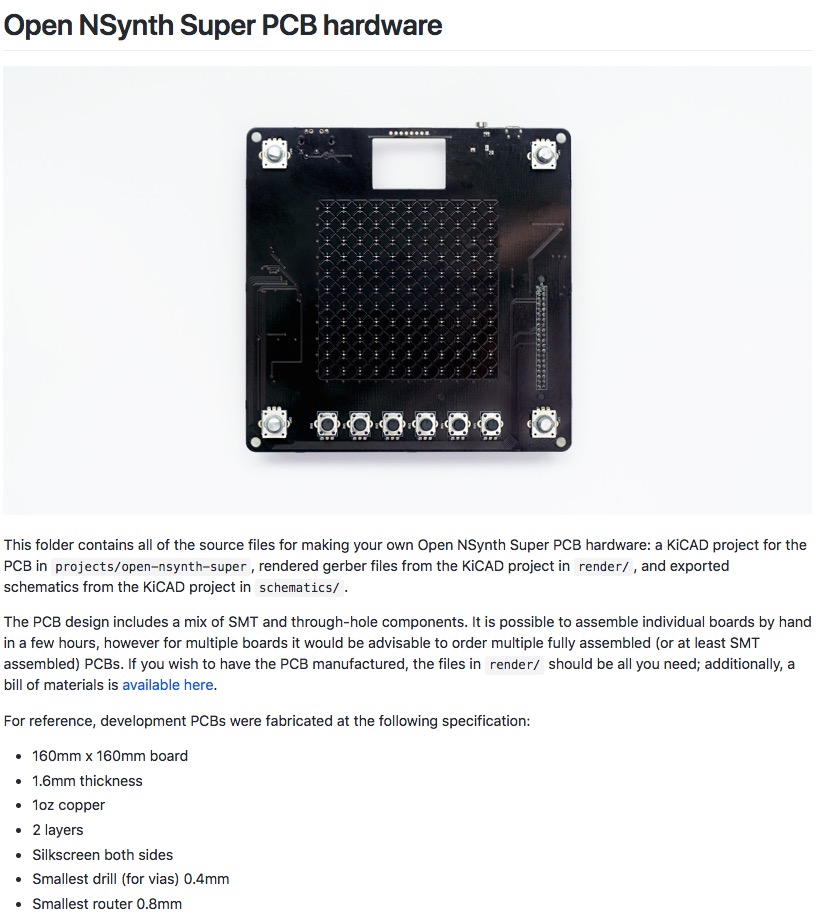 Open NSynth Super PCB hardware
This folder contains all of the source files for making your own Open NSynth Super PCB hardware: a KiCAD project for the
PCB in projects/open-nsynth-super , rendered gerber files from the KiCAD project in render/ , and exported
schematics from the KiCAD project in schematics/ .
The PCB design includes a mix of SMT and through-hole components. It is possible to assemble individual boards by hand
in a few hours, however for multiple boards it would be advisable to order multiple fully assembled (or at least SMT
assembled) PCBs. If you wish to have the PCB manufactured, the files in render/ should be all you need; additionally, a
bill of materials is available here.
For reference, development PCBs were fabricated at the following specification:
• 160mm x 160mm board
• 1.6mm thickness
• 1oz copper
• 2 layers
• Silkscreen both sides
• Smallest drill (for vias) 0.4mm
• Smallest router 0.8mm